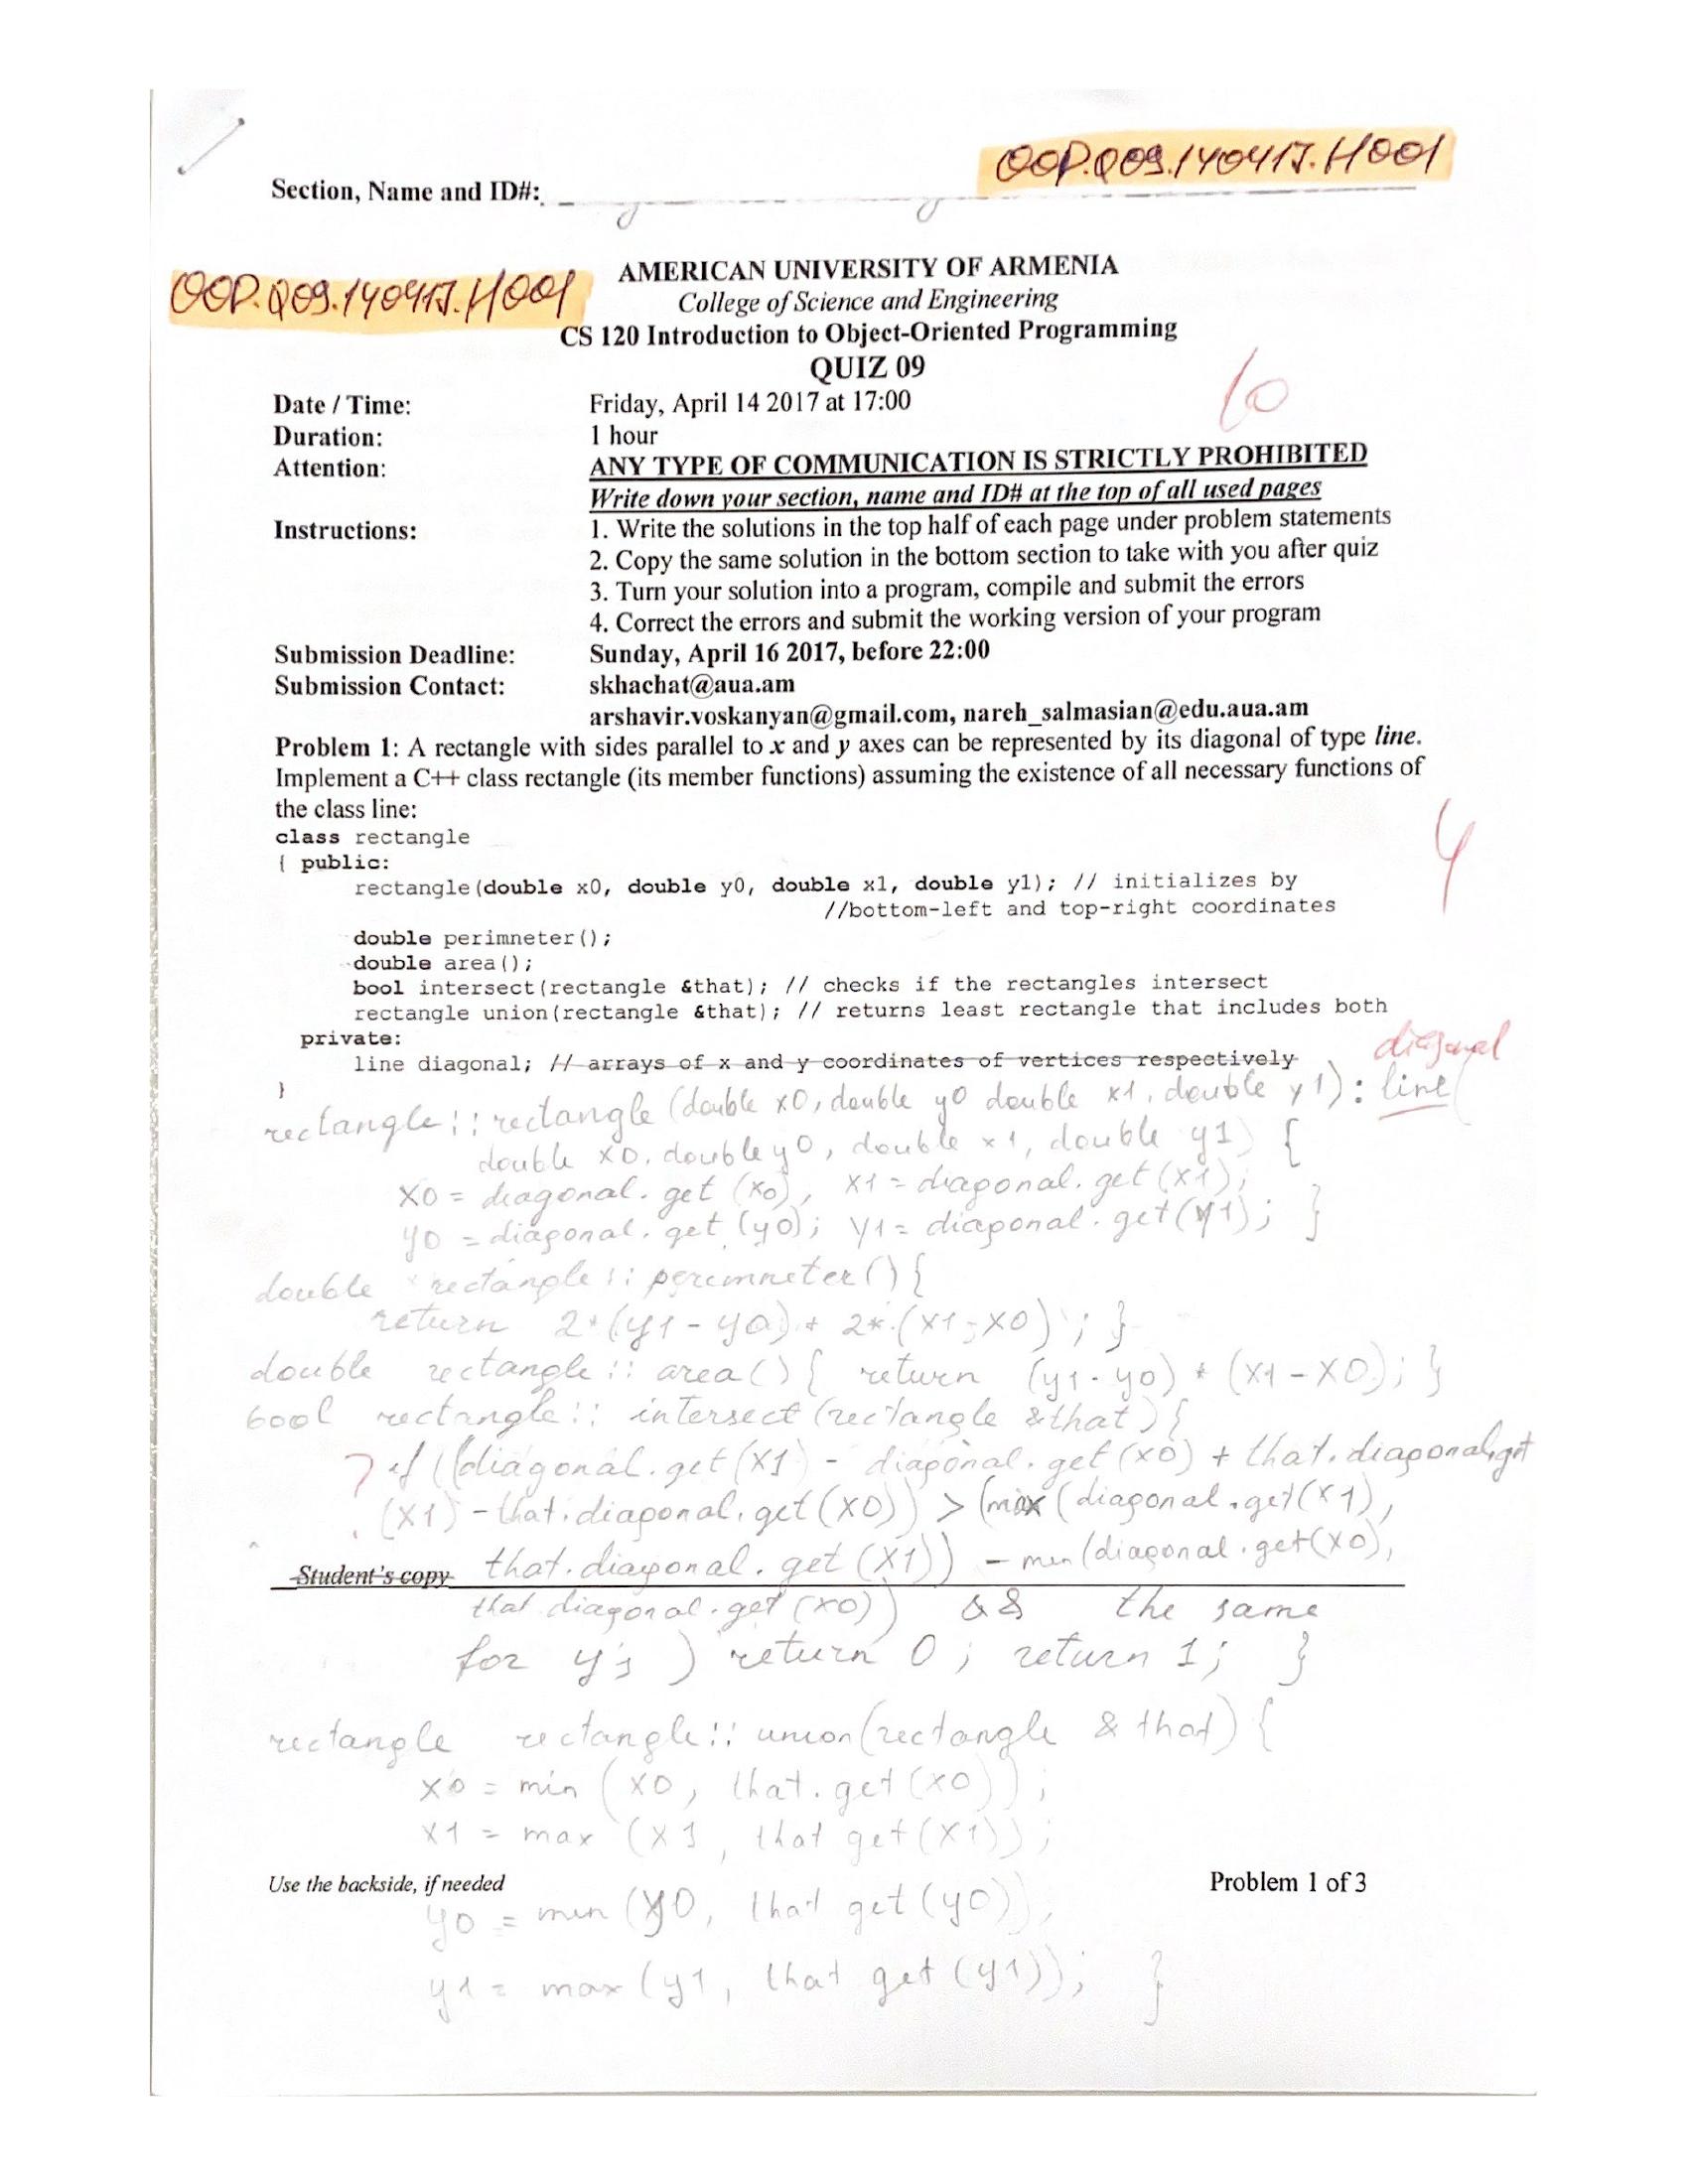 OOP.Q09.140417.H001
Section, Name and ID#:
OOP.Q09.140417.H001
AMERICAN UNIVERSITY OF ARMENIA
College of Science and Engineering
CS 120 Introduction to Object-Oriented Programming
QUIZ 09
Date / Time: Friday, April 14 2017 at 17:00
Duration: 1 hour
Attention: ANY TYPE OF COMMUNICATION IS STRICTLY PROHIBITED
Write down your section, name and ID# at the top of all used pages
Instructions: 1. Write the solutions in the top half of each page under problem statements
2. Copy the same solution in the bottom section to take with you after quiz
3. Turn your solution into a program, compile and submit the errors
4. Correct the errors and submit the working version of your program
Submission Deadline: Sunday, April 16 2017, before 22:00
Submission Contact: skhachat@aua.am
arshavir.voskanyan@gmail.com, nareh_salmasian@edu.aua.am
Problem 1: A rectangle with sides parallel to x and y axes can be represented by its diagonal of type line.
Implement a C++ class rectangle (its member functions) assuming the existence of all necessary functions of
the class line:
4
class rectangle
{ public:
rectangle(double x0, double y0, double x1, double y1); // initializes by
//bottom-left and top-right coordinates
double perimneter();
double area();
bool intersect(rectangle &that); // checks if the rectangles intersect
rectangle union(rectangle &that); // returns least rectangle that includes both
private:
line diagonal; // arrays of x and y coordinates of vertices respectively
}
diagonal
rectangle::rectangle (double x0, double y0 double x1, double y1) : line(
double x0, double y0, double x1, double y1) {
x0 = diagonal.get (x0), x1 = diagonal.get (x1);
y0 = diagonal.get (y0); y1 = diagonal.get (y1); }
double rectangle :: perimneter() {
return 2*(y1 - y0) + 2*(x1-x0); }
double rectangle :: area() { return (y1-y0) * (x1-x0); }
bool rectangle :: intersect (rectangle &that) {
? if ((diagonal.get (x1) - diagonal.get (x0) + that.diagonal.get
(x1) - that.diagonal.get (x0)) > (max (diagonal.get(x1),
that.diagonal.get (x1)) - min (diagonal.get(x0),
Student's copy
that.diagonal.get (x0)) && the same
for y's ) return 0; return 1; }
rectangle rectangle :: union (rectangle & that) {
x0 = min (x0, that.get (x0));
x1 = max (x1, that get (x1));
Use the backside, if needed Problem 1 of 3
y0 = min (y0, that get (y0)),
y1 = max (y1, that get (y1)); }